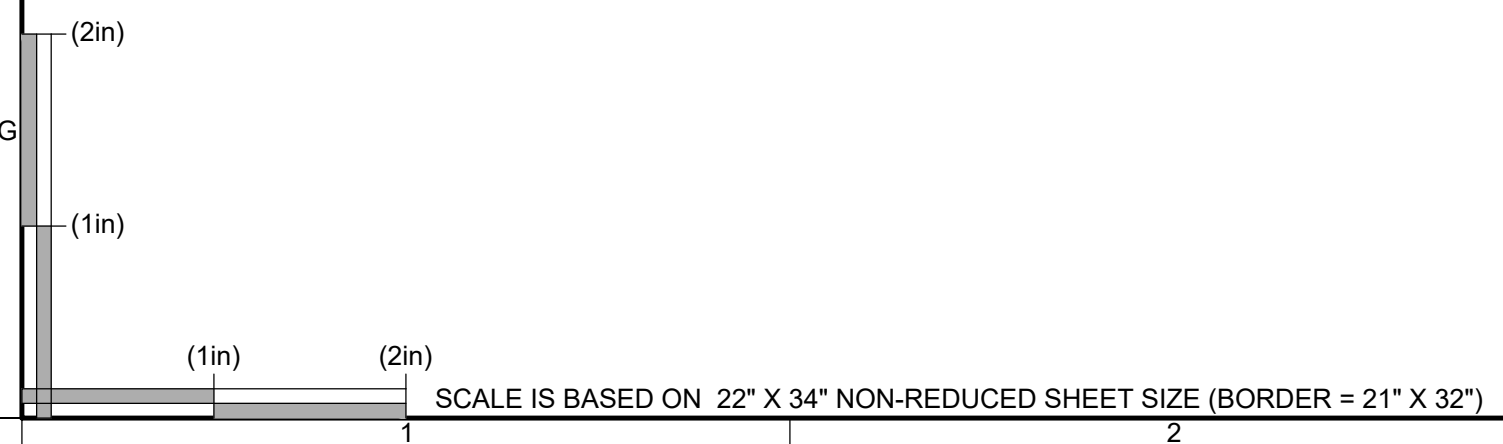 (2in)
G
(1in)
(1in) (2in)
SCALE IS BASED ON  22" X 34" NON-REDUCED SHEET SIZE (BORDER = 21" X 32")
1 2